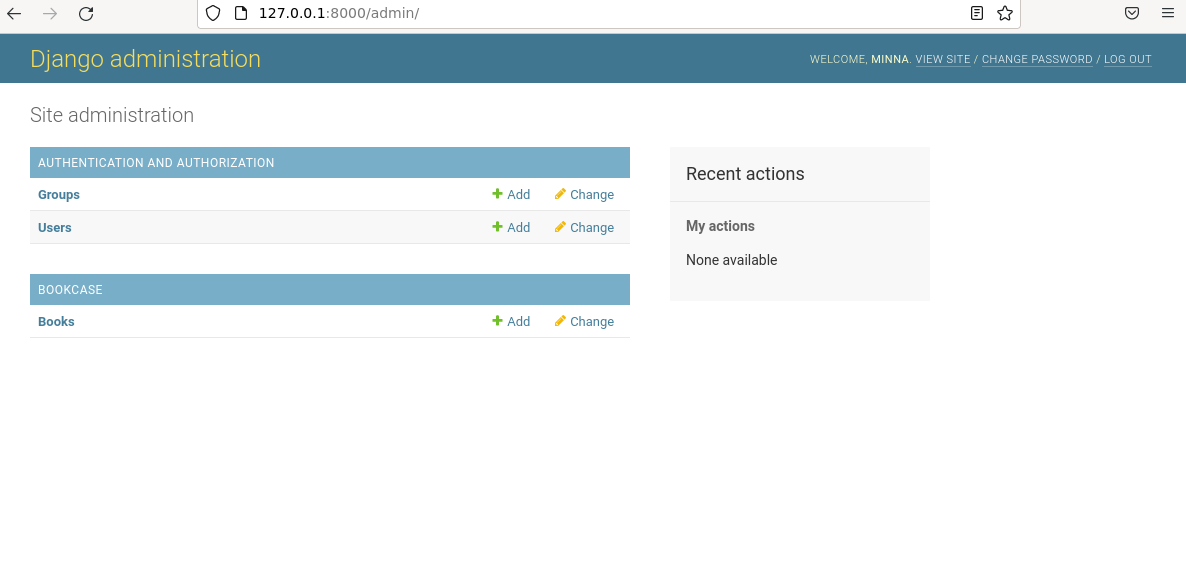 127.0.0.1:8000/admin/
Django administration
WELCOME, MINNA. VIEW SITE / CHANGE PASSWORD / LOG OUT
Site administration
AUTHENTICATION AND AUTHORIZATION
Groups Add Change
Users Add Change
BOOKCASE
Books Add Change
Recent actions
My actions
None available